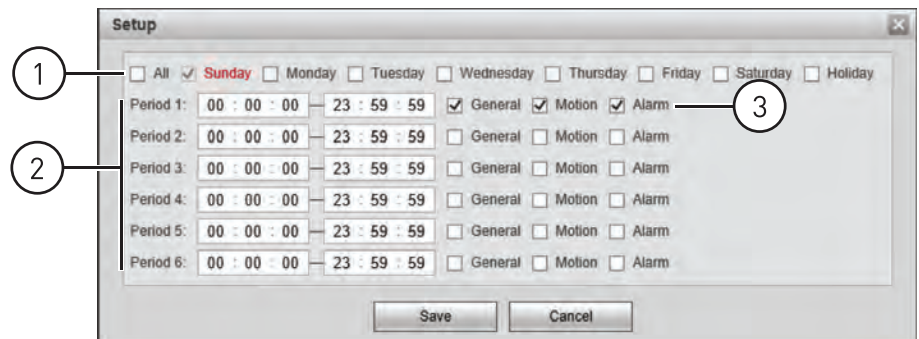 Setup
1 All Sunday Monday Tuesday Wednesday Thursday Friday Saturday Holiday
Period 1: 00 : 00 : 00 — 23 : 59 : 59 General Motion Alarm 3
Period 2: 00 : 00 : 00 — 23 : 59 : 59 General Motion Alarm
2 Period 3: 00 : 00 : 00 — 23 : 59 : 59 General Motion Alarm
Period 4: 00 : 00 : 00 — 23 : 59 : 59 General Motion Alarm
Period 5: 00 : 00 : 00 — 23 : 59 : 59 General Motion Alarm
Period 6: 00 : 00 : 00 — 23 : 59 : 59 General Motion Alarm
Save Cancel